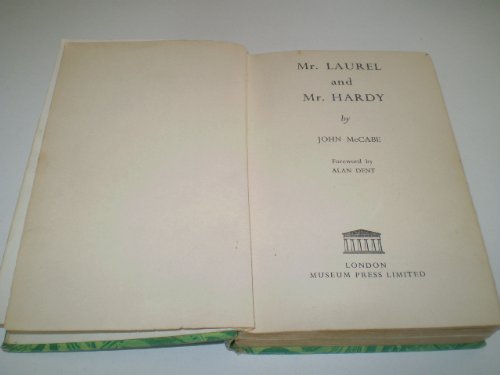 Mr. LAUREL
and
Mr. HARDY
by
JOHN McCABE
Foreword by
ALAN DENT
LONDON
MUSEUM PRESS LIMITED